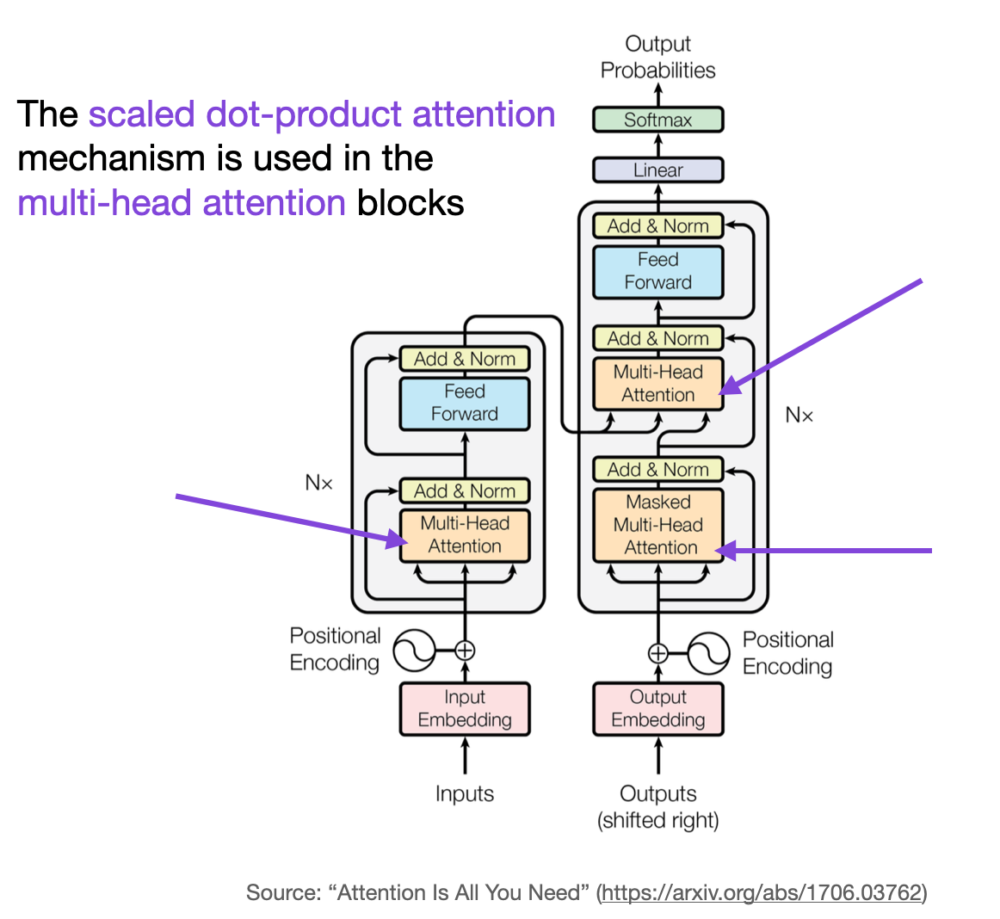 The scaled dot-product attention
mechanism is used in the
multi-head attention blocks
Output
Probabilities
Softmax
Linear
Add & Norm
Feed
Forward
Add & Norm
Multi-Head
Attention
Nx
Add & Norm
Masked
Multi-Head
Attention
Add & Norm
Feed
Forward
Nx
Add & Norm
Multi-Head
Attention
Positional
Encoding
Positional
Encoding
Input
Embedding
Output
Embedding
Inputs
Outputs
(shifted right)
Source: “Attention Is All You Need” (https://arxiv.org/abs/1706.03762)